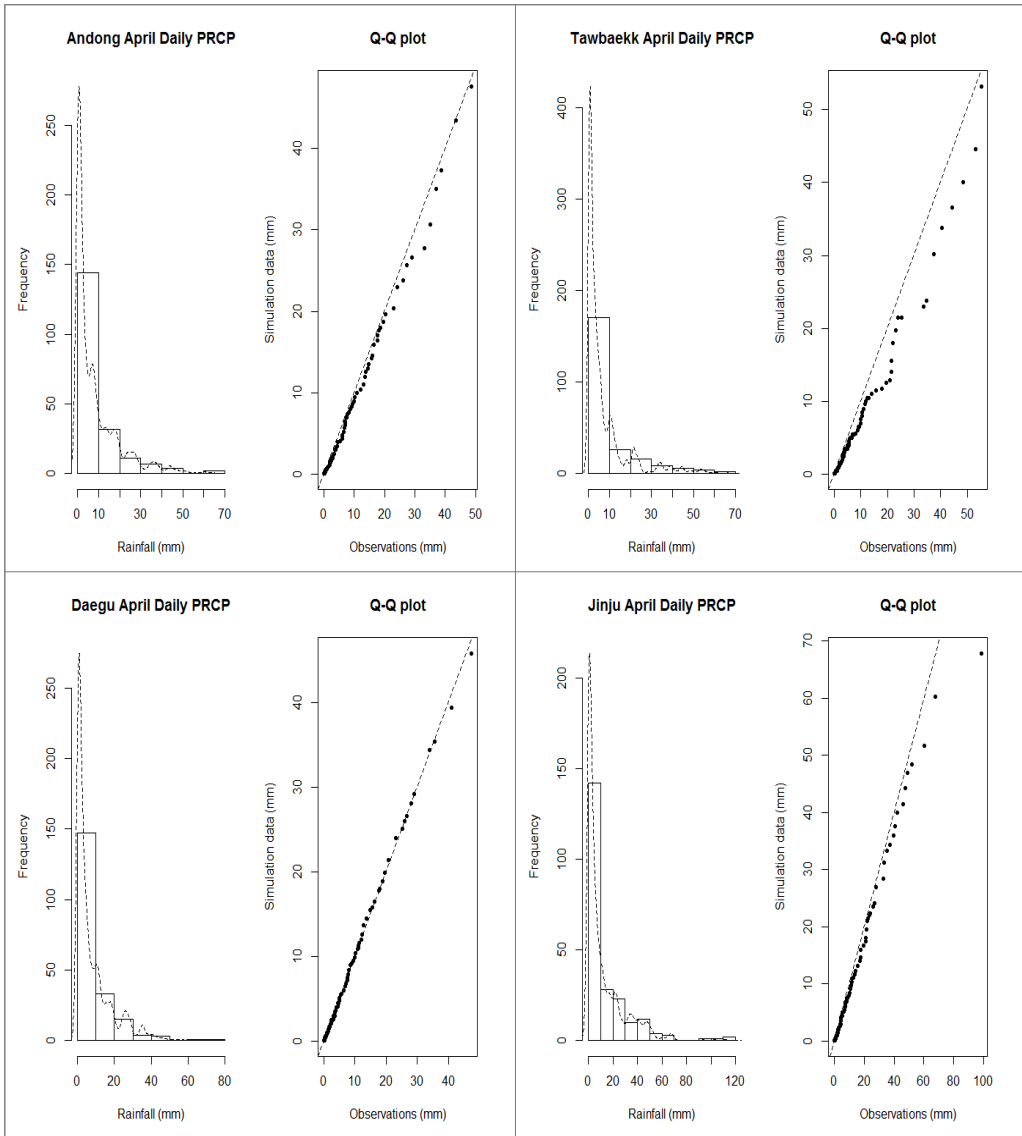 Andong April Daily PRCP
Frequency
0 50 100 150 200 250
0 10 30 50 70
Rainfall (mm)
Q-Q plot
Simulation data (mm)
0 10 20 30 40
0 10 20 30 40 50
Observations (mm)
Tawbaekk April Daily PRCP
Frequency
0 100 200 300 400
0 10 30 50 70
Rainfall (mm)
Q-Q plot
Simulation data (mm)
0 10 20 30 40 50
0 10 20 30 40 50
Observations (mm)
Daegu April Daily PRCP
Frequency
0 50 100 150 200 250
0 20 40 60 80
Rainfall (mm)
Q-Q plot
Simulation data (mm)
0 10 20 30 40
0 10 20 30 40
Observations (mm)
Jinju April Daily PRCP
Frequency
0 50 100 150 200
0 20 40 60 80 120
Rainfall (mm)
Q-Q plot
Simulation data (mm)
0 10 20 30 40 50 60 70
0 20 40 60 80 100
Observations (mm)